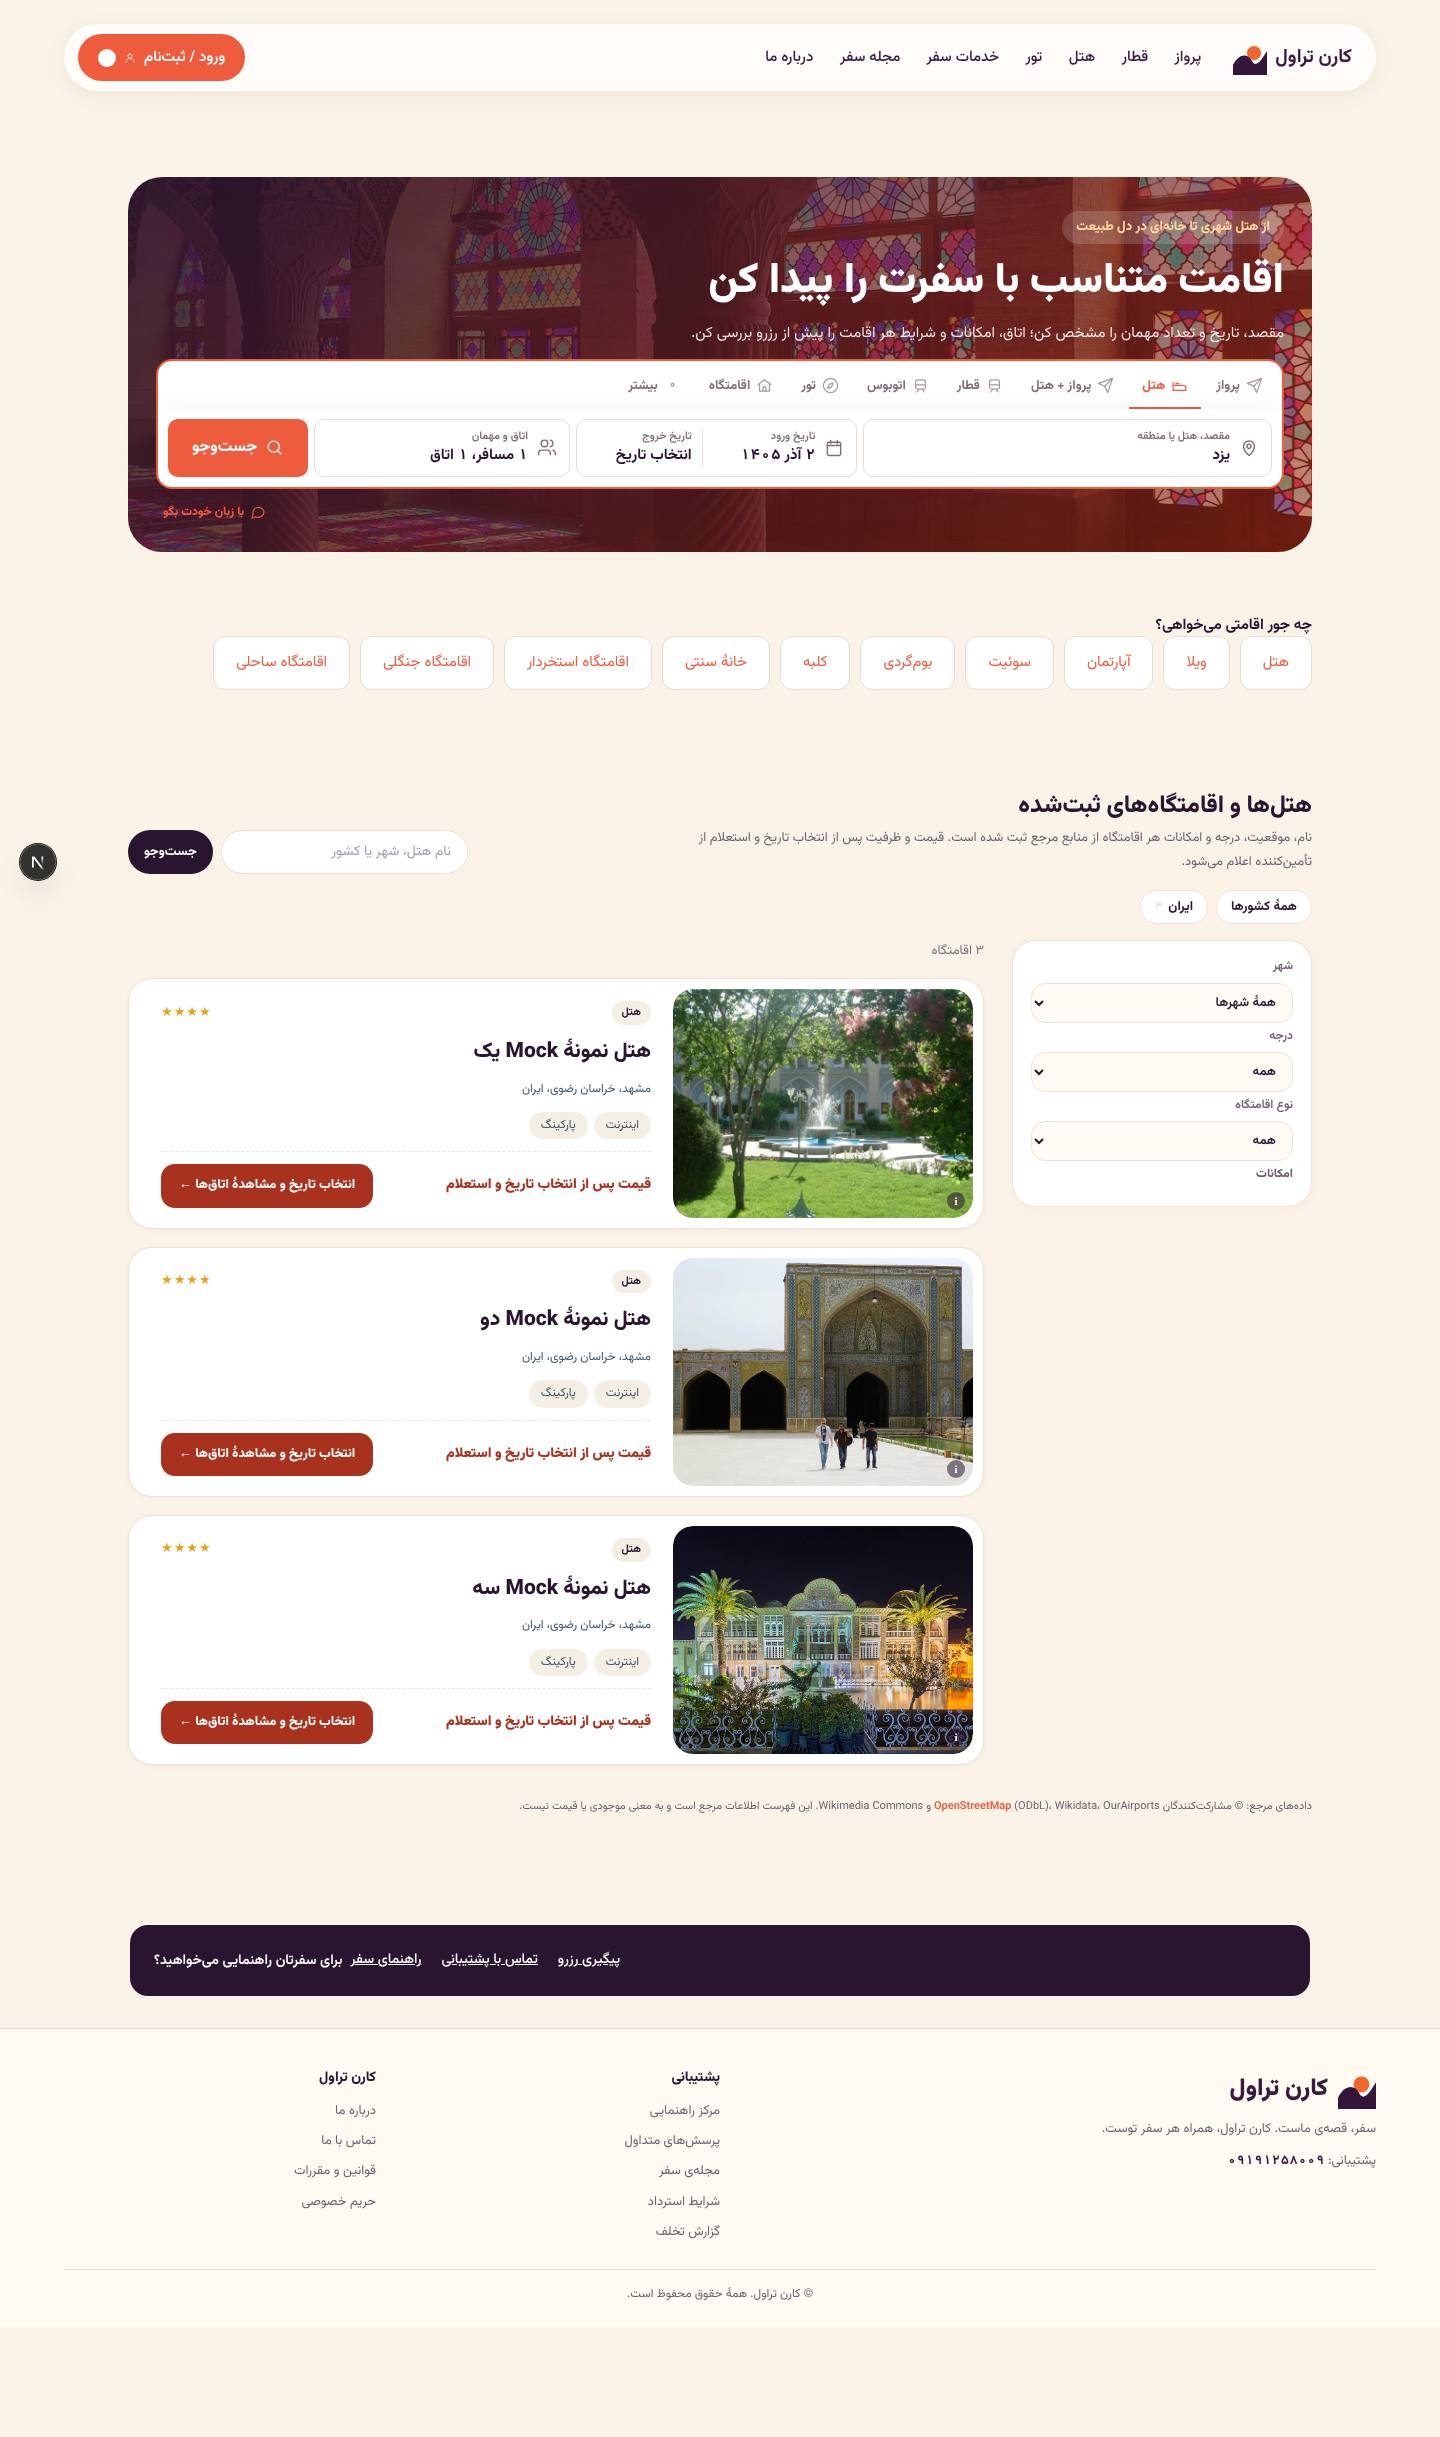 کارن تراول
پرواز قطار هتل تور خدمات سفر مجله سفر درباره ما
ورود / ثبت‌نام
از هتل شهری تا خانه‌ای در دل طبیعت
اقامت متناسب با سفرت را پیدا کن
مقصد، تاریخ و تعداد مهمان را مشخص کن؛ اتاق، امکانات و شرایط هر اقامت را پیش از رزرو بررسی کن.
پرواز هتل پرواز + هتل قطار اتوبوس تور اقامتگاه بیشتر
مقصد، هتل یا منطقه
یزد
تاریخ ورود
۲ آذر ۱۴۰۵
تاریخ خروج
انتخاب تاریخ
اتاق و مهمان
۱ مسافر، ۱ اتاق
جست‌وجو
با زبان خودت بگو
چه جور اقامتی می‌خواهی؟
هتل ویلا آپارتمان سوئیت بوم‌گردی کلبه خانهٔ سنتی اقامتگاه استخردار اقامتگاه جنگلی اقامتگاه ساحلی
هتل‌ها و اقامتگاه‌های ثبت‌شده
نام، موقعیت، درجه و امکانات هر اقامتگاه از منابع مرجع ثبت شده است. قیمت و ظرفیت پس از انتخاب تاریخ و استعلام از
تأمین‌کننده اعلام می‌شود.
نام هتل، شهر یا کشور
جست‌وجو
همهٔ کشورها
ایران ۳
شهر
همهٔ شهرها
درجه
همه
نوع اقامتگاه
همه
امکانات
۳ اقامتگاه
هتل
★★★★
هتل نمونهٔ Mock یک
مشهد، خراسان رضوی، ایران
اینترنت پارکینگ
قیمت پس از انتخاب تاریخ و استعلام
انتخاب تاریخ و مشاهدهٔ اتاق‌ها ←
i
هتل
★★★★
هتل نمونهٔ Mock دو
مشهد، خراسان رضوی، ایران
اینترنت پارکینگ
قیمت پس از انتخاب تاریخ و استعلام
انتخاب تاریخ و مشاهدهٔ اتاق‌ها ←
i
هتل
★★★★
هتل نمونهٔ Mock سه
مشهد، خراسان رضوی، ایران
اینترنت پارکینگ
قیمت پس از انتخاب تاریخ و استعلام
انتخاب تاریخ و مشاهدهٔ اتاق‌ها ←
i
داده‌های مرجع: © مشارکت‌کنندگان OpenStreetMap (ODbL)، Wikidata، OurAirports و Wikimedia Commons. این فهرست اطلاعات مرجع است و به معنی موجودی یا قیمت نیست.
N
پیگیری رزرو تماس با پشتیبانی راهنمای سفر برای سفرتان راهنمایی می‌خواهید؟
کارن تراول
سفر، قصه‌ی ماست. کارن تراول، همراه هر سفر توست.
پشتیبانی: ۰۹۱۹۱۲۵۸۰۰۹
پشتیبانی
مرکز راهنمایی
پرسش‌های متداول
مجله‌ی سفر
شرایط استرداد
گزارش تخلف
کارن تراول
درباره ما
تماس با ما
قوانین و مقررات
حریم خصوصی
© کارن تراول. همهٔ حقوق محفوظ است.